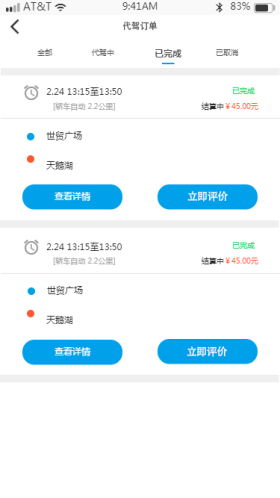 AT&T 9:41AM 83%
代驾订单
全部 代驾中 已完成 已取消
2.24 13:15至13:50 已完成
[轿车自动 2.2公里] 结算中 ¥45.00元
世贸广场
天鹅湖
查看详情 立即评价
2.24 13:15至13:50 已完成
[轿车自动 2.2公里] 结算中 ¥45.00元
世贸广场
天鹅湖
查看详情 立即评价